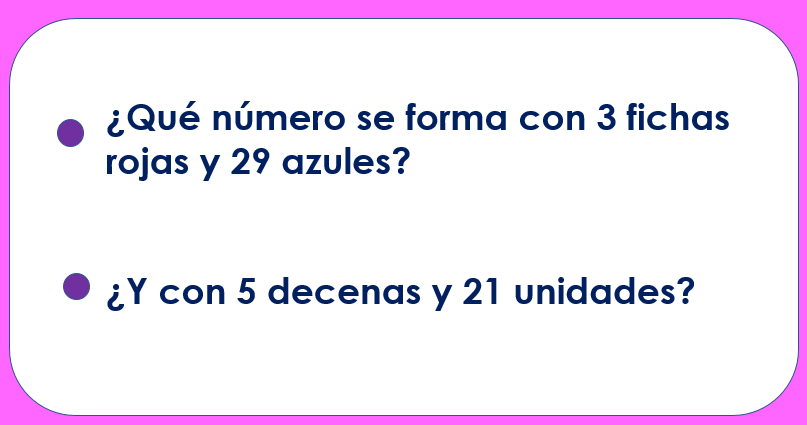 ¿Qué número se forma con 3 fichas
rojas y 29 azules?
¿Y con 5 decenas y 21 unidades?